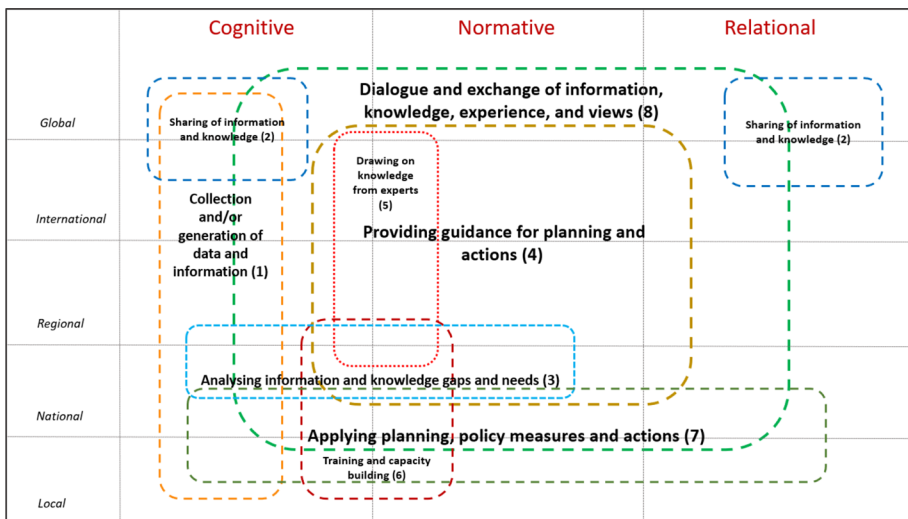 Cognitive
Normative
Relational
Global
Dialogue and exchange of information,
knowledge, experience, and views (8)
Sharing of information
and knowledge (2)
Sharing of information
and knowledge (2)
Drawing on
knowledge
from experts
(5)
International
Collection
and/or
generation of
data and
information (1)
Providing guidance for planning and
actions (4)
Regional
Analysing information and knowledge gaps and needs (3)
National
Applying planning, policy measures and actions (7)
Training and capacity
building (6)
Local